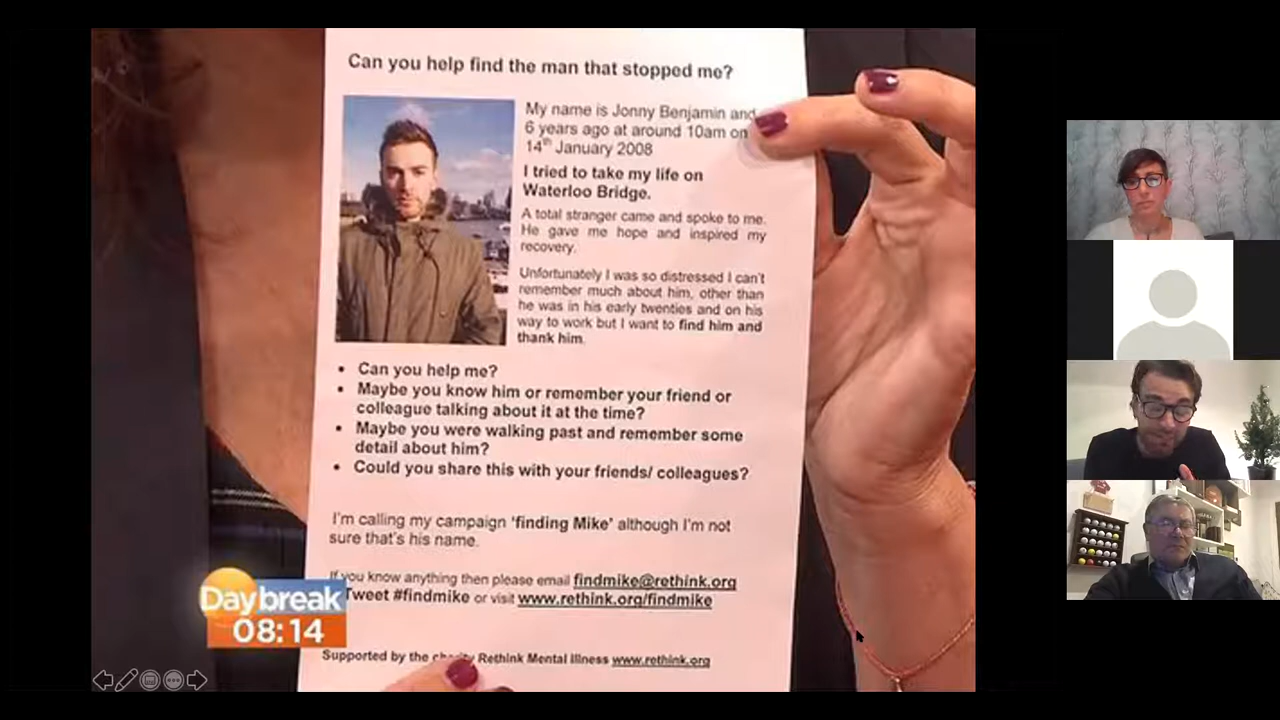 Can you help find the man that stopped me?
My name is Jonny Benjamin and
6 years ago at around 10am on
14th January 2008
I tried to take my life on
Waterloo Bridge.
A total stranger came and spoke to me.
He gave me hope and inspired my
recovery.
Unfortunately I was so distressed I can't
remember much about him, other than
he was in his early twenties and on his
way to work but I want to find him and
thank him.
• Can you help me?
• Maybe you know him or remember your friend or
colleague talking about it at the time?
• Maybe you were walking past and remember some
detail about him?
• Could you share this with your friends/ colleagues?
I'm calling my campaign 'finding Mike' although I'm not
sure that's his name.
If you know anything then please email findmike@rethink.org
Tweet #findmike or visit www.rethink.org/findmike
Supported by the charity Rethink Mental Illness www.rethink.org
Daybreak
08:14